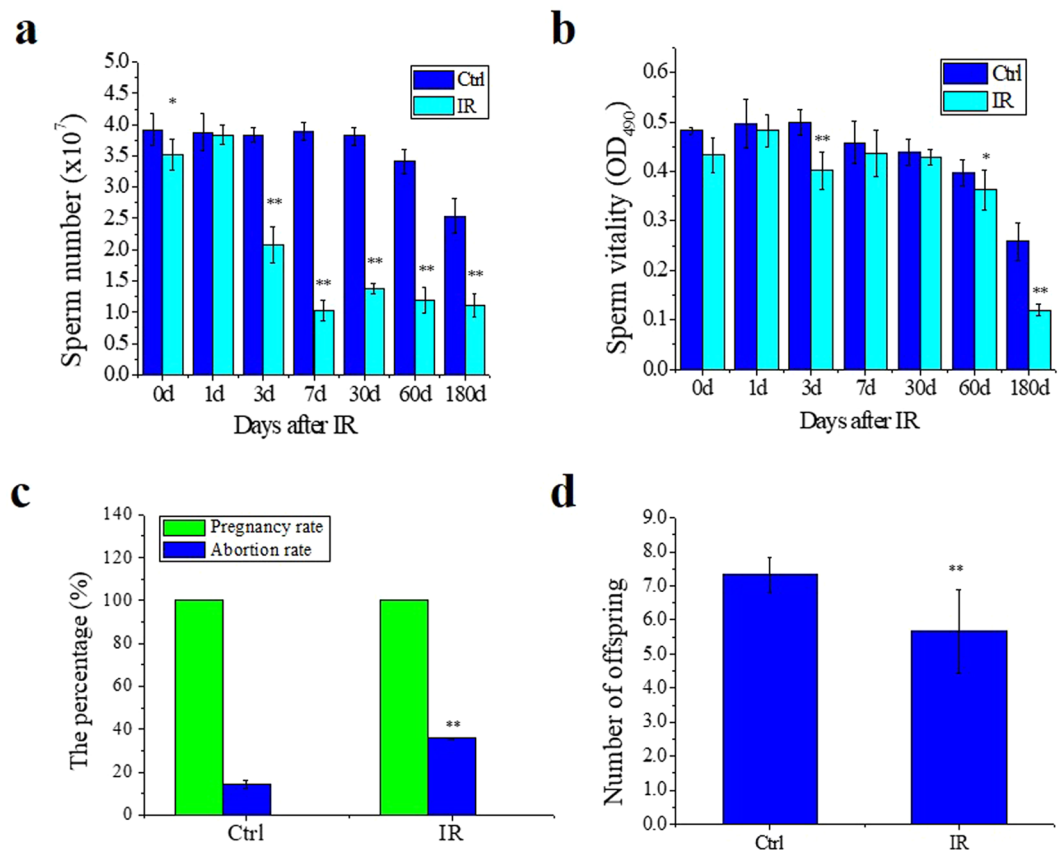 a
5.0
4.5
4.0
3.5
3.0
2.5
2.0
1.5
1.0
0.5
0.0
Sperm number (x10⁷)
Ctrl
IR
*
**
**
**
**
**
0d 1d 3d 7d 30d 60d 180d
Days after IR
b
0.6
0.5
0.4
0.3
0.2
0.1
0.0
Sperm vitality (OD₄₉₀)
Ctrl
IR
**
*
**
0d 1d 3d 7d 30d 60d 180d
Days after IR
c
140
120
100
80
60
40
20
0
The percentage (%)
Pregnancy rate
Abortion rate
**
Ctrl IR
d
9.0
8.0
7.0
6.0
5.0
4.0
3.0
2.0
1.0
0.0
Number of offspring
**
Ctrl IR